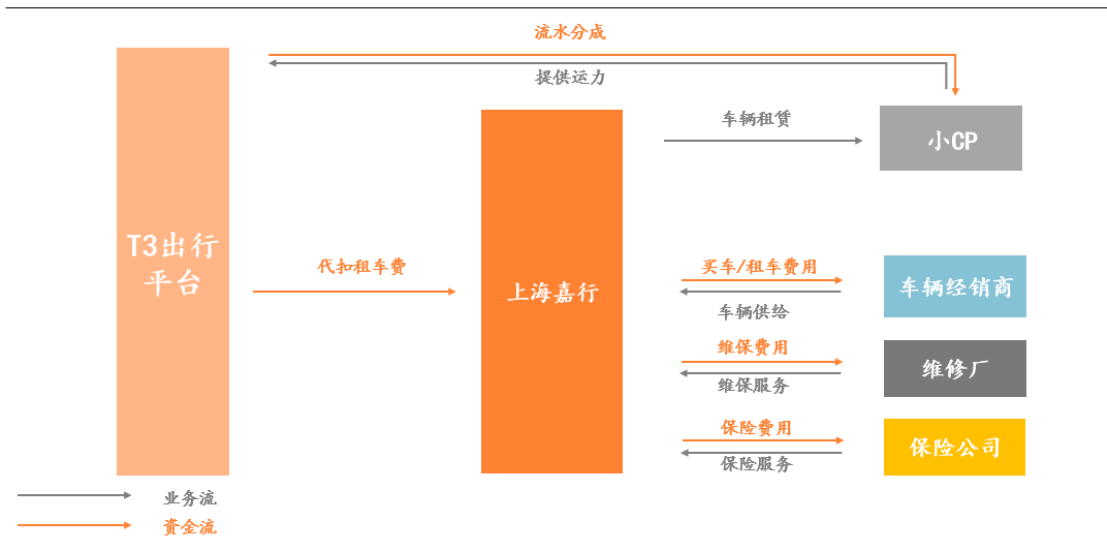 流水分成
提供运力
车辆租赁
小CP
T3出行
平台
代扣租车费
上海嘉行
买车/租车费用
车辆供给
车辆经销商
维保费用
维保服务
维修厂
保险费用
保险服务
保险公司
业务流
資金流